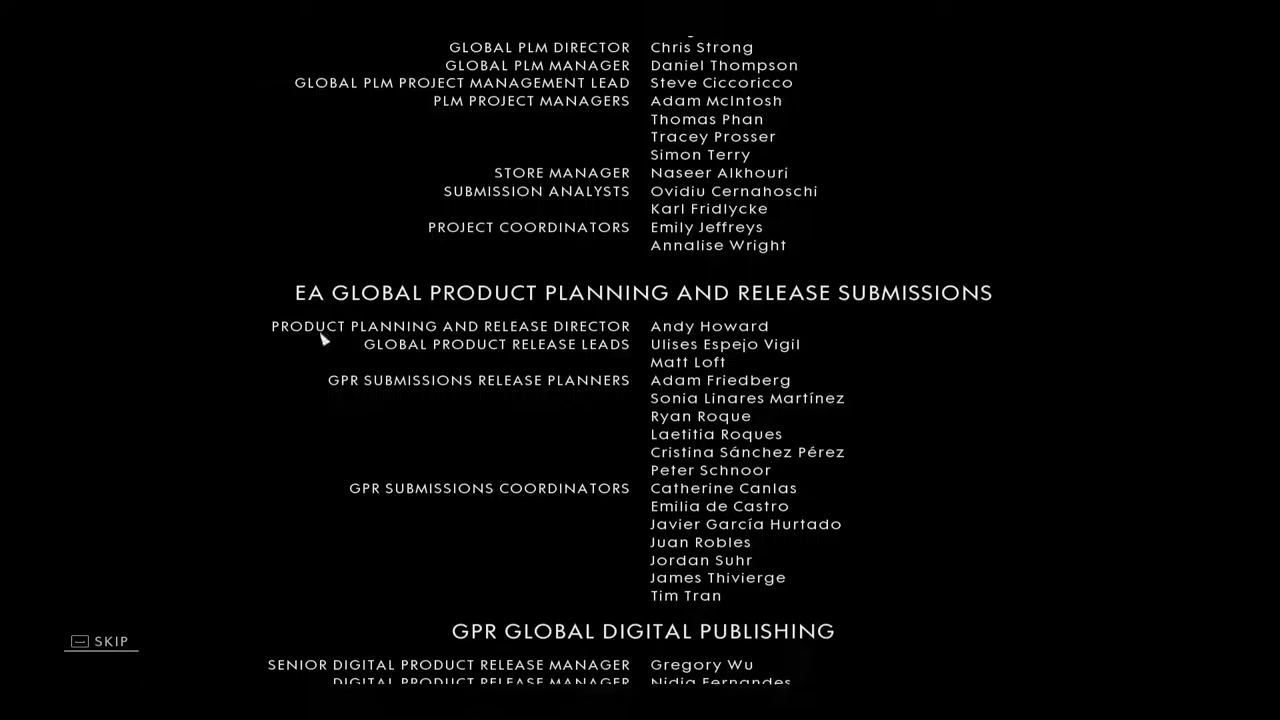 GLOBAL PLM DIRECTOR Chris Strong
GLOBAL PLM MANAGER Daniel Thompson
GLOBAL PLM PROJECT MANAGEMENT LEAD Steve Ciccoricco
PLM PROJECT MANAGERS Adam McIntosh
Thomas Phan
Tracey Prosser
Simon Terry
STORE MANAGER Naseer Alkhouri
SUBMISSION ANALYSTS Ovidiu Cernahoschi
Karl Fridlycke
PROJECT COORDINATORS Emily Jeffreys
Annalise Wright
EA GLOBAL PRODUCT PLANNING AND RELEASE SUBMISSIONS
PRODUCT PLANNING AND RELEASE DIRECTOR Andy Howard
GLOBAL PRODUCT RELEASE LEADS Ulises Espejo Vigil
Matt Loft
GPR SUBMISSIONS RELEASE PLANNERS Adam Friedberg
Sonia Linares Martínez
Ryan Roque
Laetitia Roques
Cristina Sánchez Pérez
Peter Schnoor
GPR SUBMISSIONS COORDINATORS Catherine Canlas
Emilia de Castro
Javier García Hurtado
Juan Robles
Jordan Suhr
James Thivierge
Tim Tran
GPR GLOBAL DIGITAL PUBLISHING
SKIP
SENIOR DIGITAL PRODUCT RELEASE MANAGER Gregory Wu
DIGITAL PRODUCT RELEASE MANAGER Nidia Fernandes